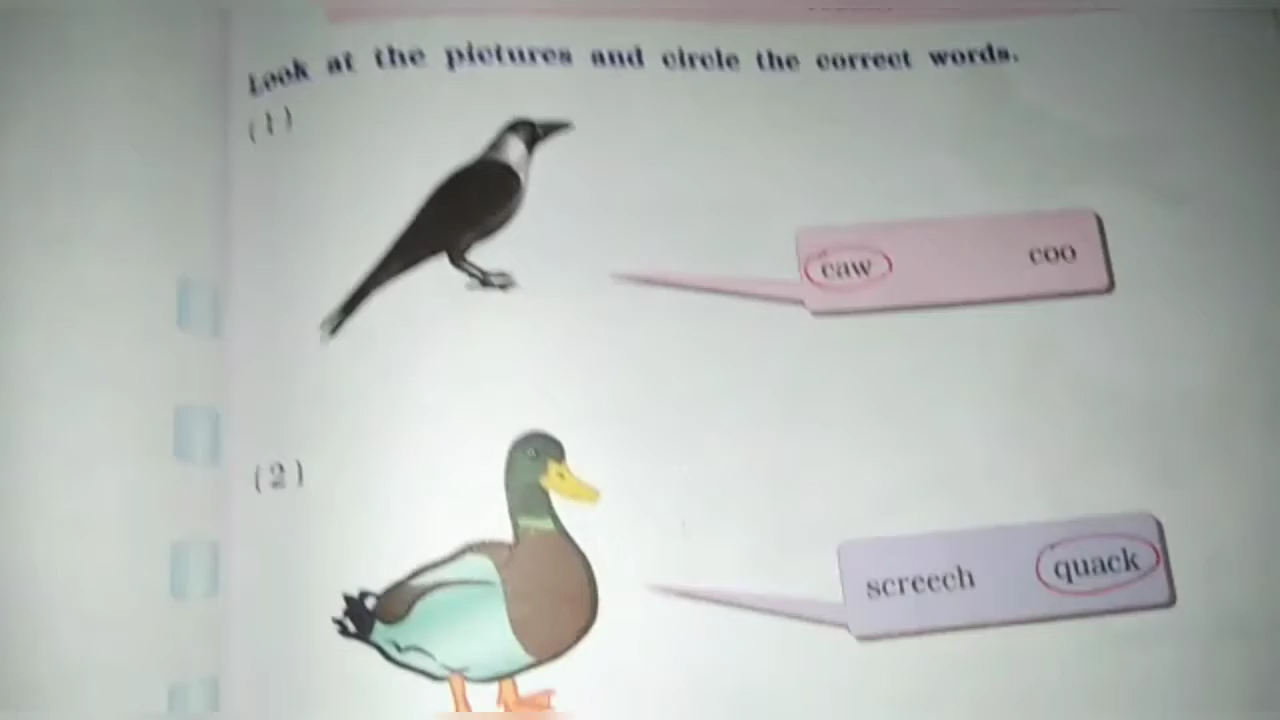 Look at the pictures and circle the correct words.
(1)
caw coo
(2)
screech quack